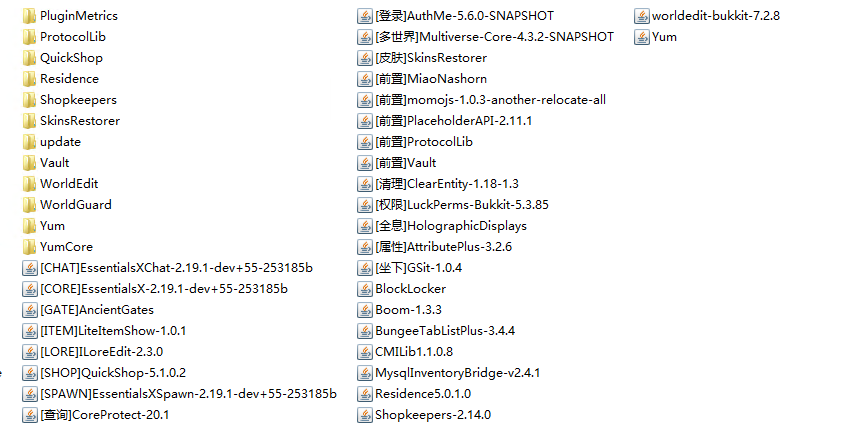 PluginMetrics
ProtocolLib
QuickShop
Residence
Shopkeepers
SkinsRestorer
update
Vault
WorldEdit
WorldGuard
Yum
YumCore
[CHAT]EssentialsXChat-2.19.1-dev+55-253185b
[CORE]EssentialsX-2.19.1-dev+55-253185b
[GATE]AncientGates
[ITEM]LiteItemShow-1.0.1
[LORE]ILoreEdit-2.3.0
[SHOP]QuickShop-5.1.0.2
[SPAWN]EssentialsXSpawn-2.19.1-dev+55-253185b
[查询]CoreProtect-20.1
[登录]AuthMe-5.6.0-SNAPSHOT
[多世界]Multiverse-Core-4.3.2-SNAPSHOT
[皮肤]SkinsRestorer
[前置]MiaoNashorn
[前置]momojs-1.0.3-another-relocate-all
[前置]PlaceholderAPI-2.11.1
[前置]ProtocolLib
[前置]Vault
[清理]ClearEntity-1.18-1.3
[权限]LuckPerms-Bukkit-5.3.85
[全息]HolographicDisplays
[属性]AttributePlus-3.2.6
[坐下]GSit-1.0.4
BlockLocker
Boom-1.3.3
BungeeTabListPlus-3.4.4
CMILib1.1.0.8
MysqlInventoryBridge-v2.4.1
Residence5.0.1.0
Shopkeepers-2.14.0
worldedit-bukkit-7.2.8
Yum